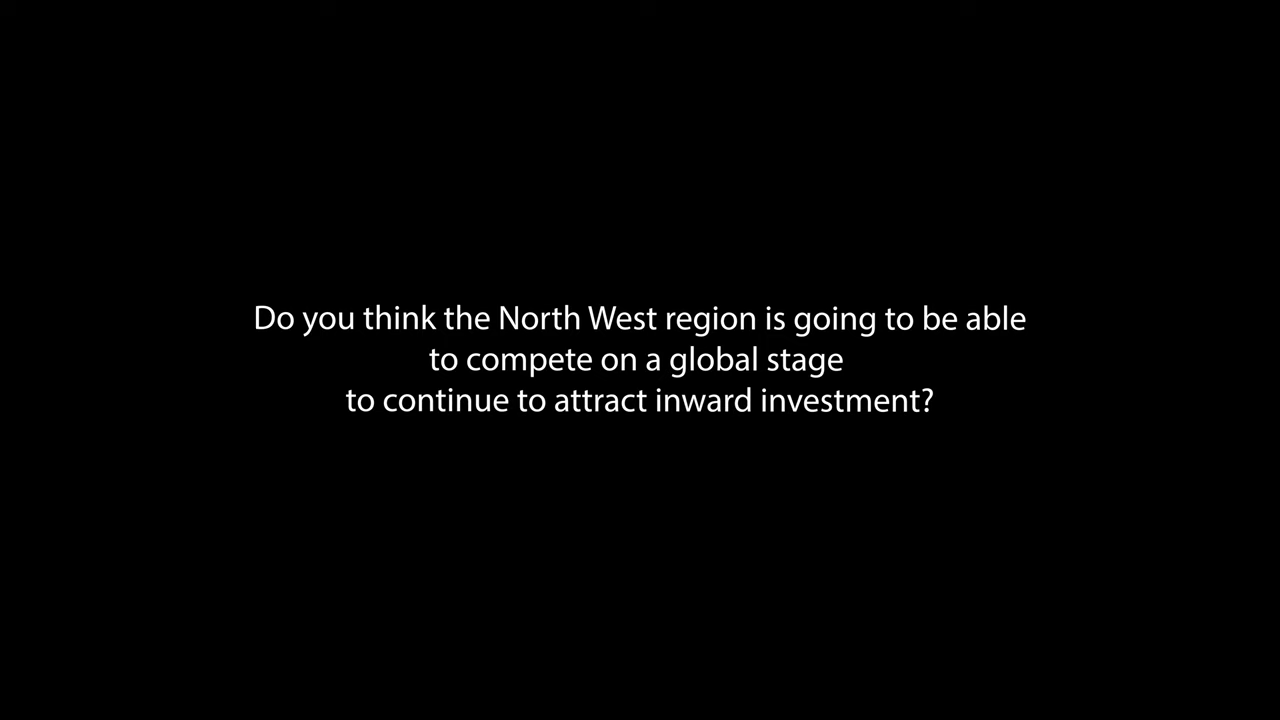 Do you think the North West region is going to be able
to compete on a global stage
to continue to attract inward investment?